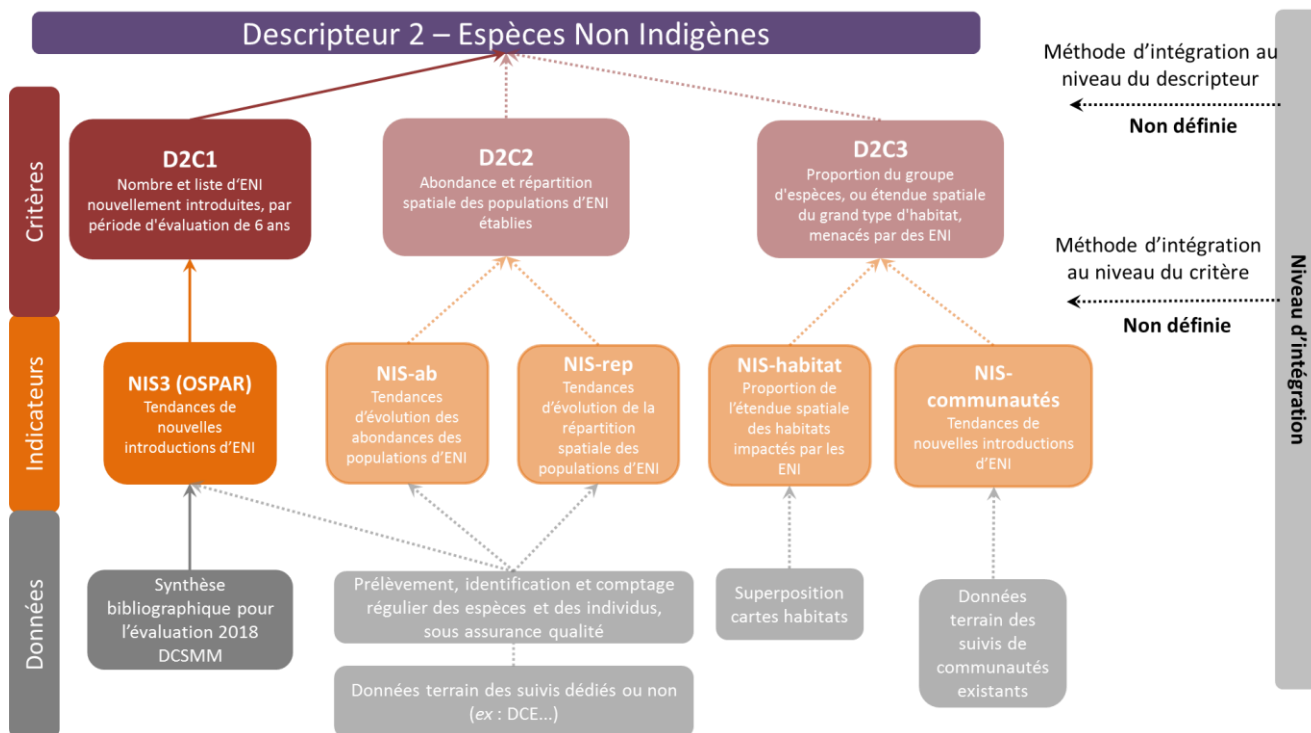 Descripteur 2 – Espèces Non Indigènes
Méthode d'intégration au
niveau du descripteur
Non définie
Critères
D2C1
Nombre et liste d'ENI
nouvellement introduites, par
période d'évaluation de 6 ans
D2C2
Abondance et répartition
spatiale des populations d'ENI
établies
D2C3
Proportion du groupe
d'espèces, ou étendue spatiale
du grand type d'habitat,
menacés par des ENI
Méthode d'intégration
au niveau du critère
Non définie
Niveau d'intégration
Indicateurs
NIS3 (OSPAR)
Tendances de
nouvelles
introductions d'ENI
NIS-ab
Tendances
d'évolution des
abondances des
populations d'ENI
NIS-rep
Tendances
d'évolution de la
répartition
spatiale des
populations d'ENI
NIS-habitat
Proportion de
l'étendue spatiale
des habitats
impactés par les
ENI
NIS-
communautés
Tendances de
nouvelles introductions
d'ENI
Données
Synthèse
bibliographique pour
l'évaluation 2018
DCSMM
Prélèvement, identification et comptage
régulier des espèces et des individus,
sous assurance qualité
Données terrain des suivis dédiés ou non
(ex : DCE...)
Superposition
cartes habitats
Données
terrain des
suivis de
communautés
existants